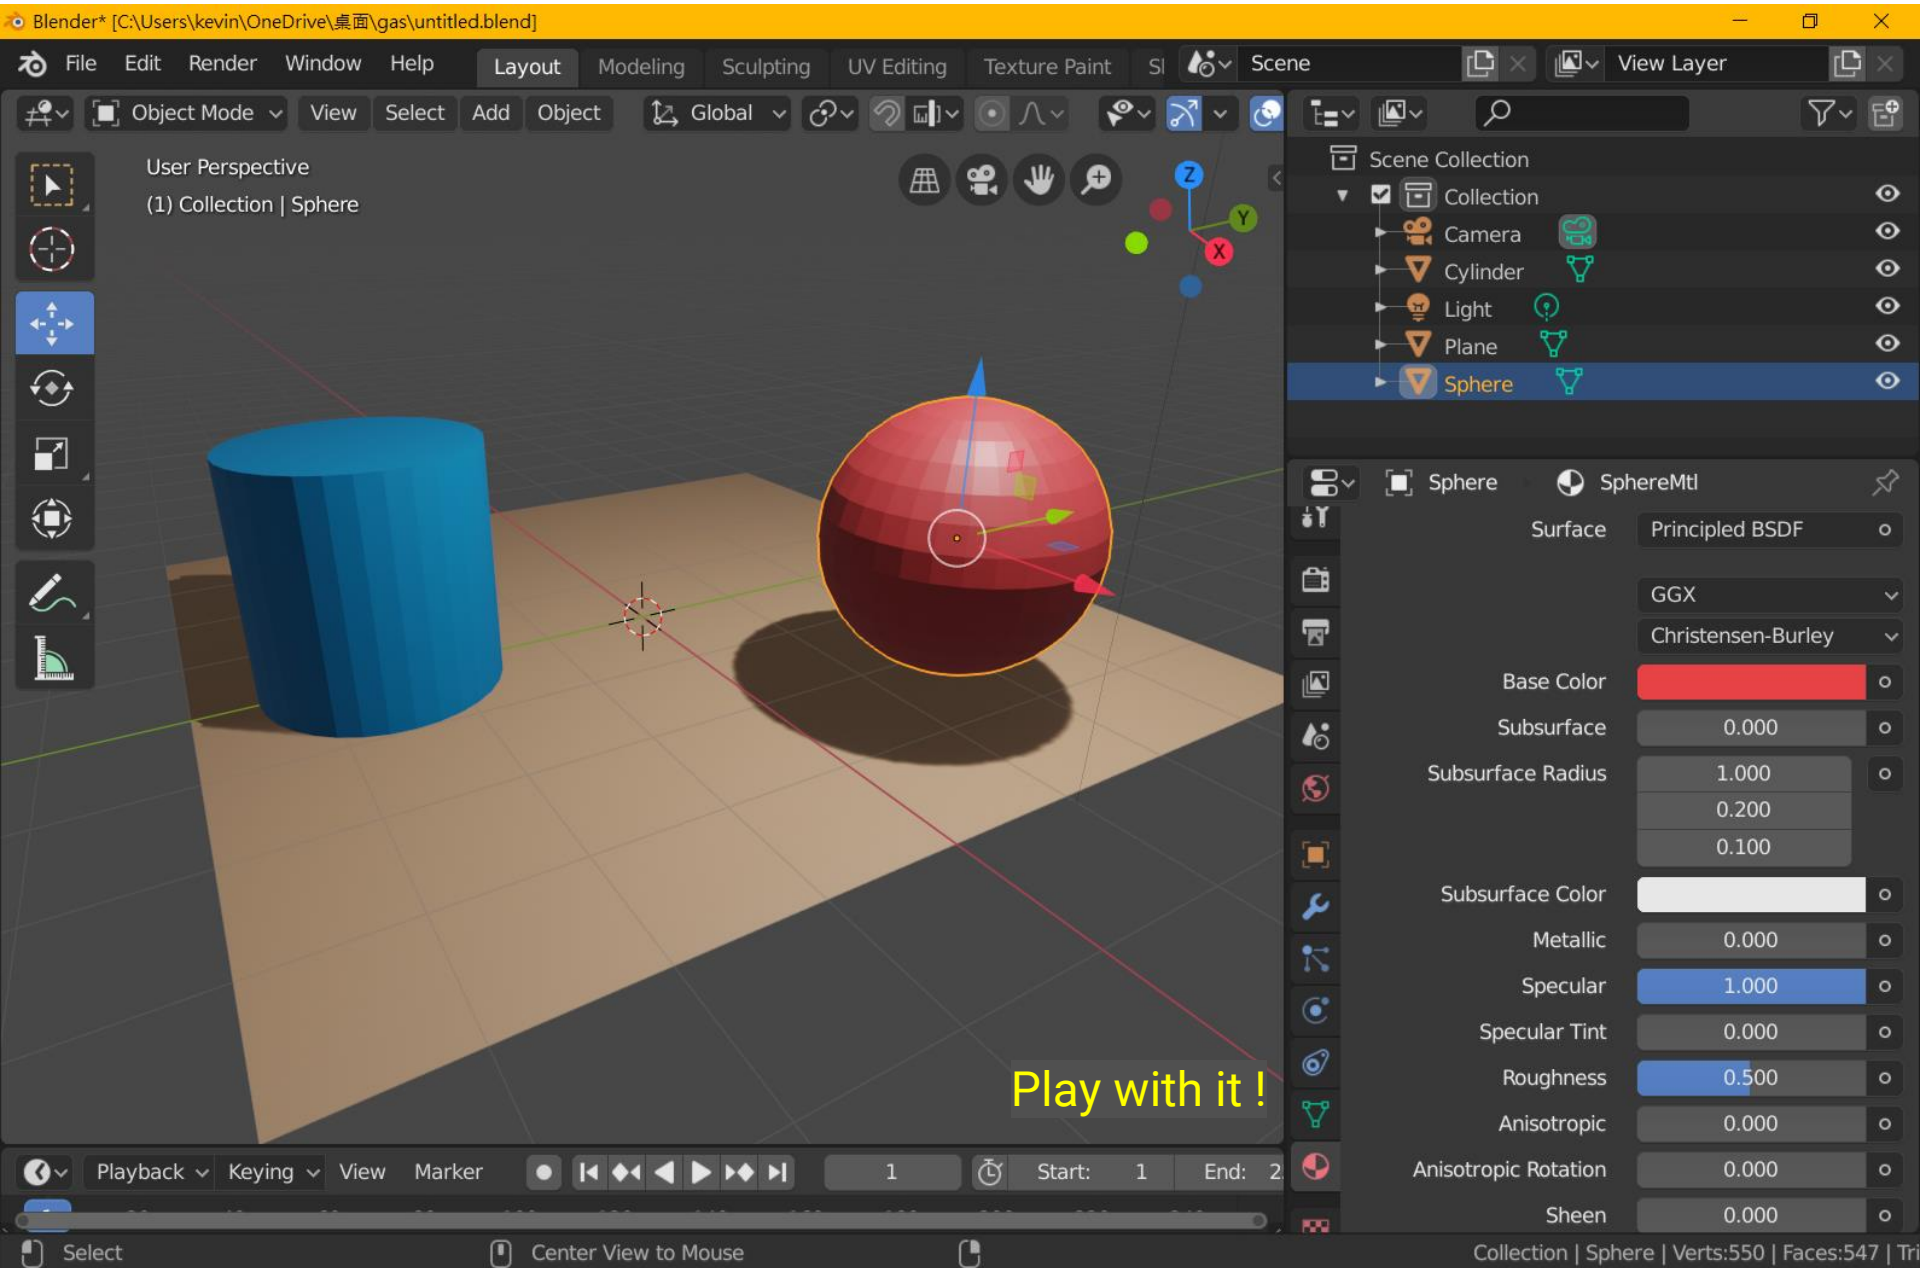 Blender* [C:\Users\kevin\OneDrive\桌面\gas\untitled.blend]
File Edit Render Window Help Layout Modeling Sculpting UV Editing Texture Paint Scene View Layer
Object Mode View Select Add Object Global
User Perspective
(1) Collection | Sphere
Z
Y
X
Scene Collection
Collection
Camera
Cylinder
Light
Plane
Sphere
Sphere SphereMtl
Surface Principled BSDF
GGX
Christensen-Burley
Base Color
Subsurface 0.000
Subsurface Radius 1.000
0.200
0.100
Subsurface Color
Metallic 0.000
Specular 1.000
Specular Tint 0.000
Roughness 0.500
Anisotropic 0.000
Anisotropic Rotation 0.000
Sheen 0.000
Play with it !
Playback Keying View Marker 1 Start: 1 End: 2
Select Center View to Mouse Collection | Sphere | Verts:550 | Faces:547 | Tri